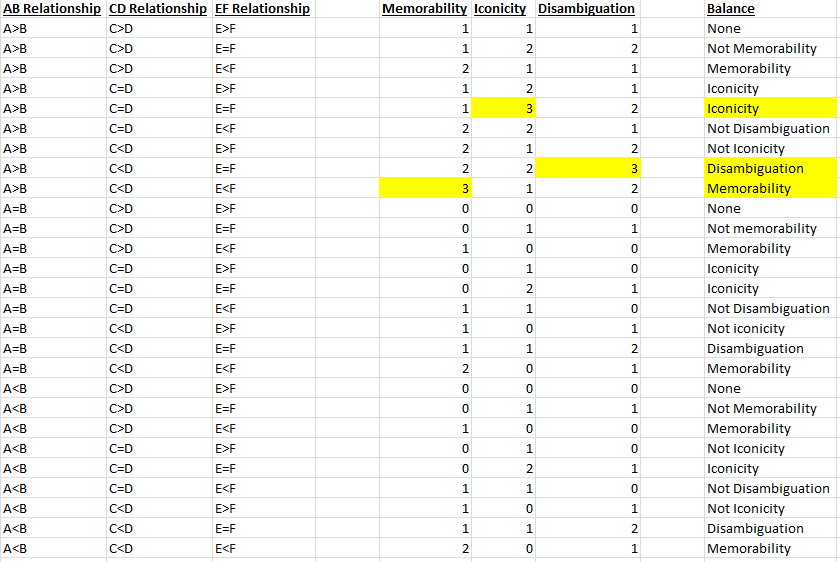 AB Relationship CD Relationship EF Relationship Memorability Iconicity Disambiguation Balance
A>B C>D E>F 1 1 1 None
A>B C>D E=F 1 2 2 Not Memorability
A>B C>D E<F 2 1 1 Memorability
A>B C=D E>F 1 2 1 Iconicity
A>B C=D E=F 1 3 2 Iconicity
A>B C=D E<F 2 2 1 Not Disambiguation
A>B C<D E>F 2 1 2 Not Iconicity
A>B C<D E=F 2 2 3 Disambiguation
A>B C<D E<F 3 1 2 Memorability
A=B C>D E>F 0 0 0 None
A=B C>D E=F 0 1 1 Not memorability
A=B C>D E<F 1 0 0 Memorability
A=B C=D E>F 0 1 0 Iconicity
A=B C=D E=F 0 2 1 Iconicity
A=B C=D E<F 1 1 0 Not Disambiguation
A=B C<D E>F 1 0 1 Not iconicity
A=B C<D E=F 1 1 2 Disambiguation
A=B C<D E<F 2 0 1 Memorability
A<B C>D E>F 0 0 0 None
A<B C>D E=F 0 1 1 Not Memorability
A<B C>D E<F 1 0 0 Memorability
A<B C=D E>F 0 1 0 Not Iconicity
A<B C=D E=F 0 2 1 Iconicity
A<B C=D E<F 1 1 0 Not Disambiguation
A<B C<D E>F 1 0 1 Not Iconicity
A<B C<D E=F 1 1 2 Disambiguation
A<B C<D E<F 2 0 1 Memorability